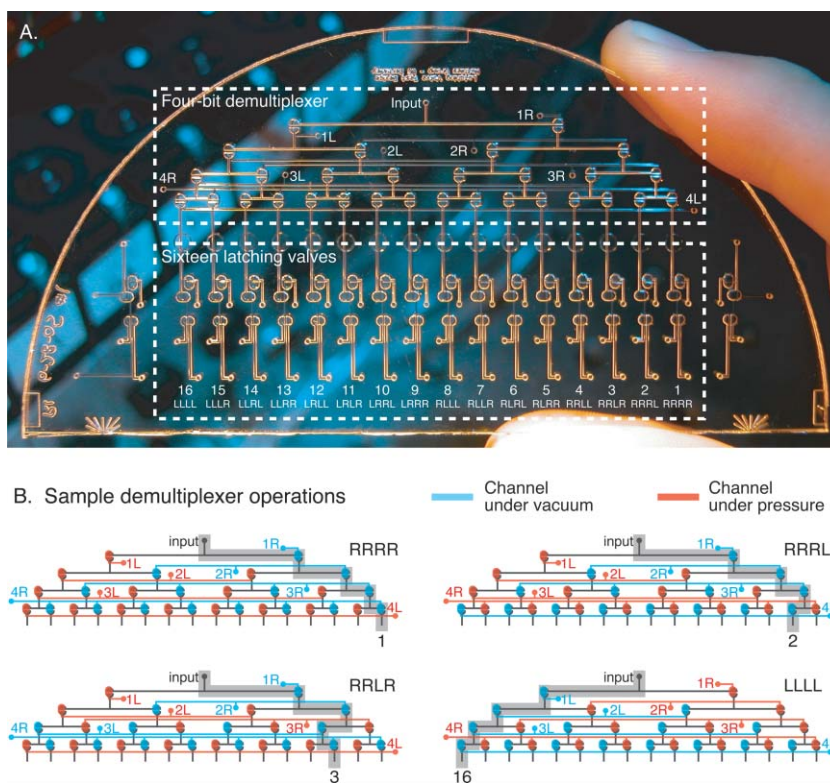 A.
Four-bit demultiplexer
Input
1R
1L
2L
2R
4R
3L
3R
4L
Sixteen latching valves
16 15 14 13 12 11 10 9 8 7 6 5 4 3 2 1
LLLL LLLR LLRL LLRR LRLL LRLR LRRL LRRR RLLL RLLR RLRL RLRR RRLL RRLR RRRL RRRR
B. Sample demultiplexer operations
Channel under vacuum
Channel under pressure
input
1R
RRRR
1L
2L
2R
4R
3L
3R
4L
1
input
1R
RRRL
1L
2L
2R
4R
3L
3R
4L
2
input
1R
RRLR
1L
2L
2R
4R
3L
3R
4L
3
input
1R
LLLL
1L
2L
2R
4R
3L
3R
4L
16